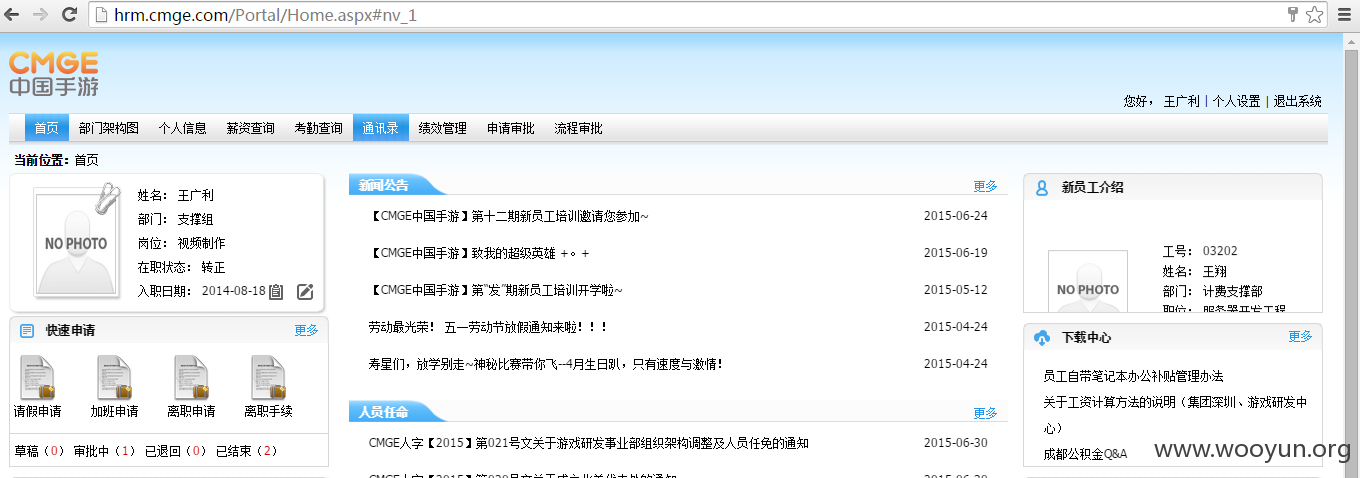 hrm.cmge.com/Portal/Home.aspx#nv_1
CMGE
中国手游
您好， 王广利 | 个人设置 | 退出系统
首页 部门架构图 个人信息 薪资查询 考勤查询 通讯录 绩效管理 申请审批 流程审批
当前位置：首页
NO PHOTO
姓名： 王广利
部门： 支撑组
岗位： 视频制作
在职状态： 转正
入职日期： 2014-08-18
快速申请 更多
请假申请 加班申请 离职申请 离职手续
草稿（0） 审批中（1） 已退回（0） 已结束（2）
新闻公告 更多
【CMGE中国手游】第十二期新员工培训邀请您参加~ 2015-06-24
【CMGE中国手游】致我的超级英雄 +。+ 2015-06-19
【CMGE中国手游】第“发”期新员工培训开学啦~ 2015-05-12
劳动最光荣！ 五一劳动节放假通知来啦！！！ 2015-04-24
寿星们，放学别走~神秘比赛带你飞--4月生日趴，只有速度与激情！ 2015-04-24
人员任命 更多
CMGE人字【2015】第021号文关于游戏研发事业部组织架构调整及人员任免的通知 2015-06-30
新员工介绍
NO PHOTO
工号： 03202
姓名： 王翔
部门： 计费支撑部
职位： 服务器开发工程
下载中心 更多
员工自带笔记本办公补贴管理办法
关于工资计算方法的说明（集团深圳、游戏研发中
心）
成都公积金Q&A
www.wooyun.org